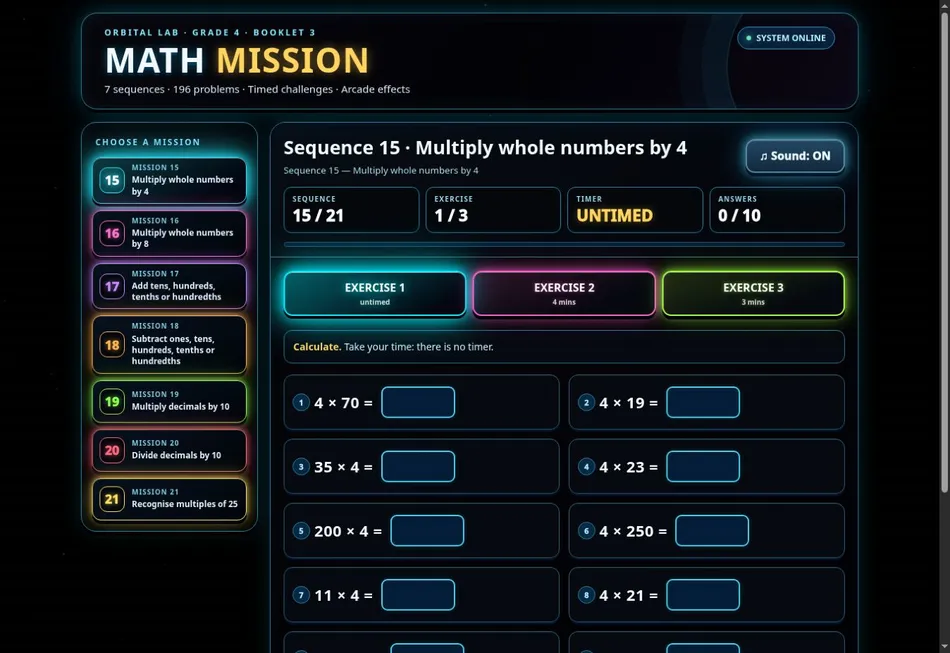 ORBITAL LAB · GRADE 4 · BOOKLET 3
MATH MISSION
7 sequences · 196 problems · Timed challenges · Arcade effects
SYSTEM ONLINE
CHOOSE A MISSION
15
MISSION 15
Multiply whole numbers
by 4
16
MISSION 16
Multiply whole numbers
by 8
17
MISSION 17
Add tens, hundreds,
tenths or hundredths
18
MISSION 18
Subtract ones, tens,
hundreds, tenths or
hundredths
19
MISSION 19
Multiply decimals by 10
20
MISSION 20
Divide decimals by 10
21
MISSION 21
Recognise multiples of 25
Sequence 15 · Multiply whole numbers by 4
Sequence 15 — Multiply whole numbers by 4
♫ Sound: ON
SEQUENCE
15 / 21
EXERCISE
1 / 3
TIMER
UNTIMED
ANSWERS
0 / 10
EXERCISE 1
untimed
EXERCISE 2
4 mins
EXERCISE 3
3 mins
Calculate. Take your time: there is no timer.
1 4 × 70 =
2 4 × 19 =
3 35 × 4 =
4 4 × 23 =
5 200 × 4 =
6 4 × 250 =
7 11 × 4 =
8 4 × 21 =